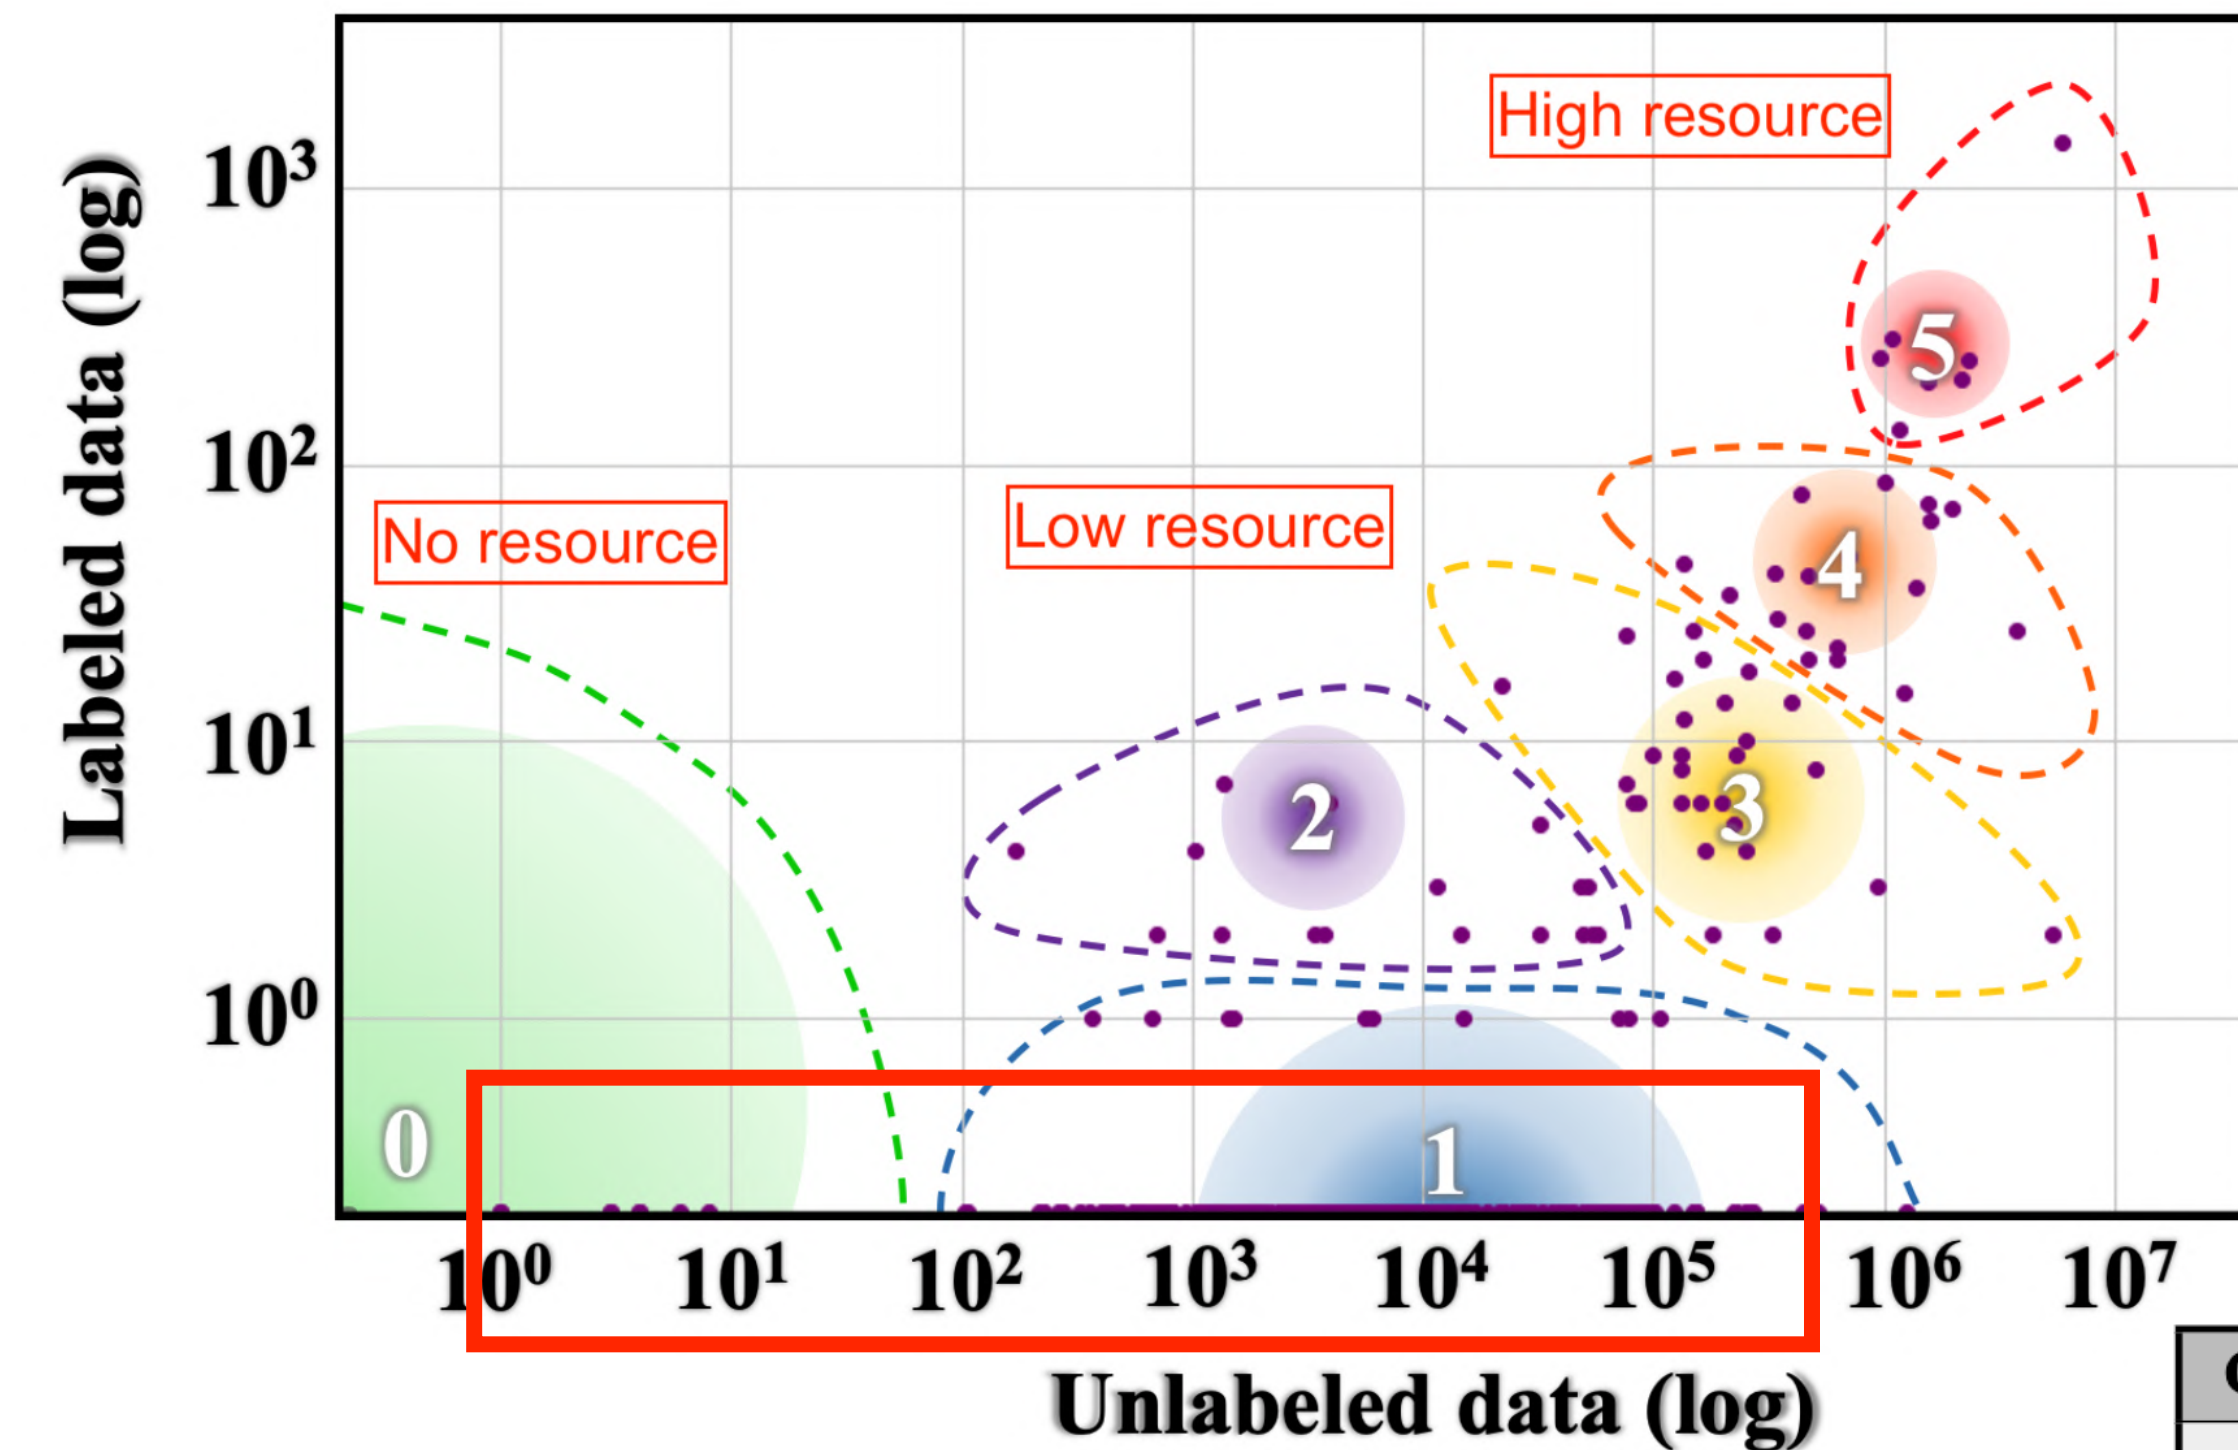 High resource
10³
5
10²
No resource
Low resource
4
10¹
2
3
10⁰
0
1
10⁰ 10¹ 10² 10³ 10⁴ 10⁵ 10⁶ 10⁷
Labeled data (log)
Unlabeled data (log)